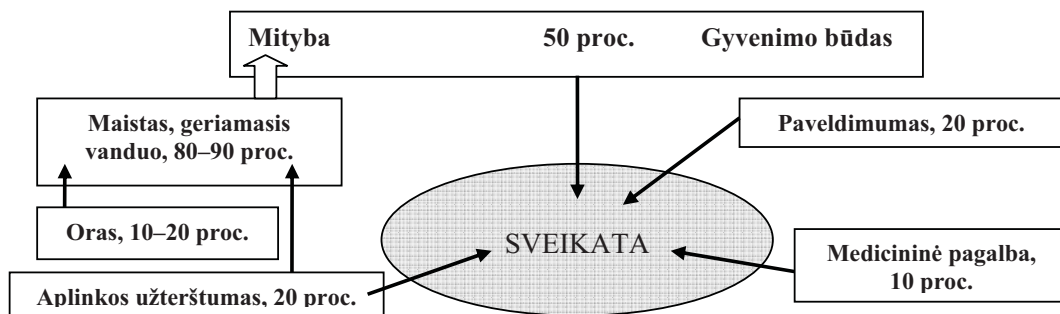 Mityba 50 proc. Gyvenimo būdas
Maistas, geriamasis
vanduo, 80–90 proc.
Paveldimumas, 20 proc.
Oras, 10–20 proc.
SVEIKATA
Medicininė pagalba,
10 proc.
Aplinkos užterštumas, 20 proc.